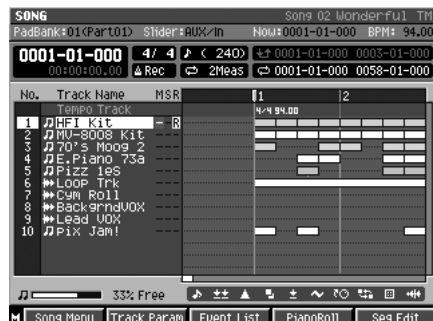 SONG Song 02 Wonderful TM
PadBank:01(Part01) Slider:AUX/In Now:0001-01-000 BPM: 94.00
0001-01-000 4/ 4 ♪ ( 240) 0001-01-000 0003-01-000
00:00:00.00 Rec 2Meas 0001-01-000 0058-01-000
No. Track Name MSR 1 2
Tempo Track 4/4 94.00
1 HFI Kit --R
2 MV-8008 Kit ---
3 70's Moog 2 ---
4 E.Piano 73a ---
5 Pizz 1eS ---
6 Loop Trk ---
7 Cym Roll ---
8 BackgrndVOX ---
9 Lead VOX ---
10 Pix Jam! ---
33% Free
M Song Menu Track Param Event List PianoRoll Seq Edit